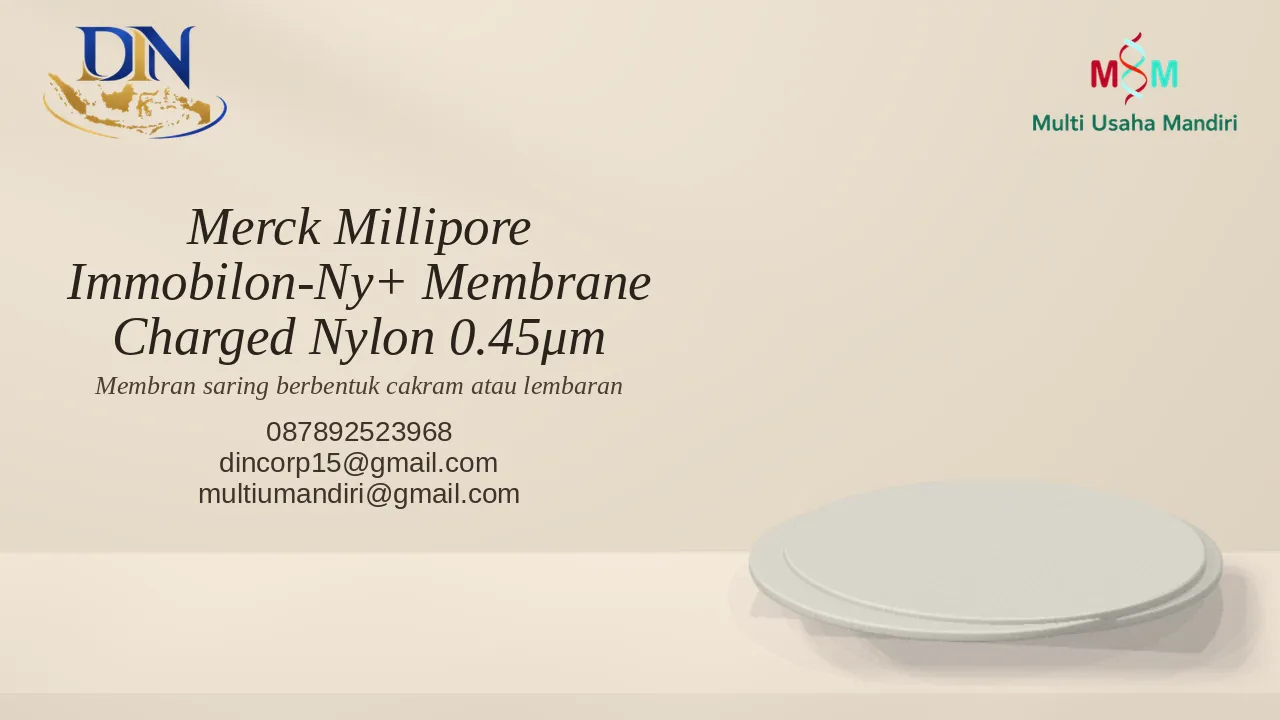 DN
M M
Multi Usaha Mandiri
Merck Millipore
Immobilon-Ny+ Membrane
Charged Nylon 0.45µm
Membran saring berbentuk cakram atau lembaran
087892523968
dincorp15@gmail.com
multiumandiri@gmail.com